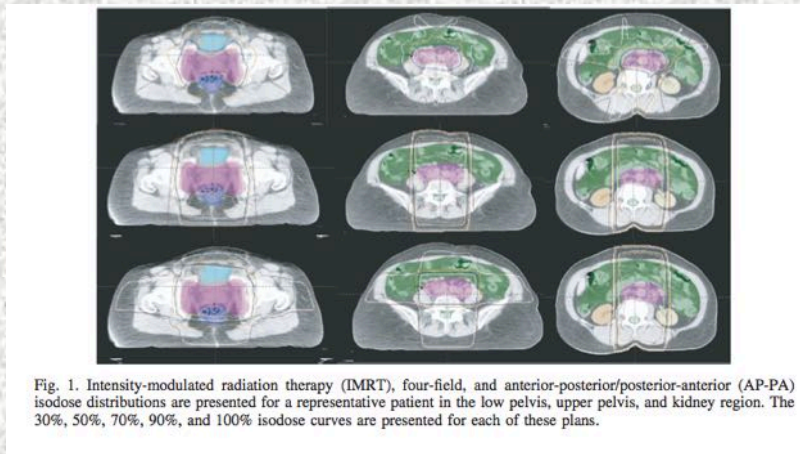 Fig. 1. Intensity-modulated radiation therapy (IMRT), four-field, and anterior-posterior/posterior-anterior (AP-PA)
isodose distributions are presented for a representative patient in the low pelvis, upper pelvis, and kidney region. The
30%, 50%, 70%, 90%, and 100% isodose curves are presented for each of these plans.